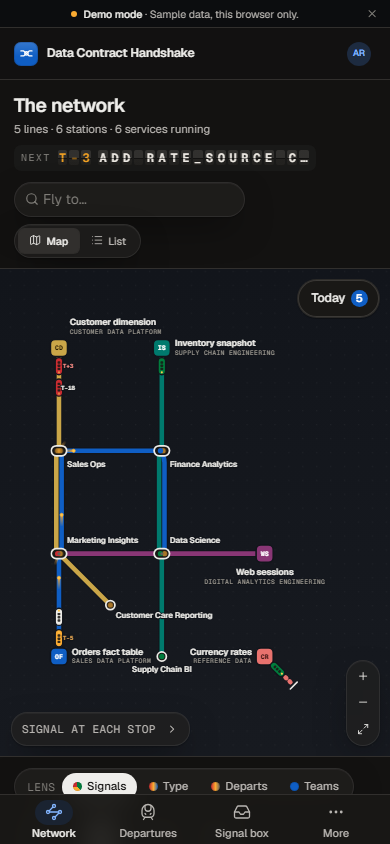 Demo mode · Sample data, this browser only.
Data Contract Handshake
AR
The network
5 lines · 6 stations · 6 services running
NEXT T-3 ADD RATE_SOURCE C…
Fly to…
Map
List
Today 5
Customer dimension
CUSTOMER DATA PLATFORM
CD
Inventory snapshot
SUPPLY CHAIN ENGINEERING
IS
T+3
T-18
Sales Ops
Finance Analytics
Marketing Insights
Data Science
WS
Web sessions
DIGITAL ANALYTICS ENGINEERING
Customer Care Reporting
T-5
OF
Orders fact table
SALES DATA PLATFORM
Supply Chain BI
Currency rates
REFERENCE DATA
CR
SIGNAL AT EACH STOP
LENS
Signals
Type
Departs
Teams
Network
Departures
Signal box
More